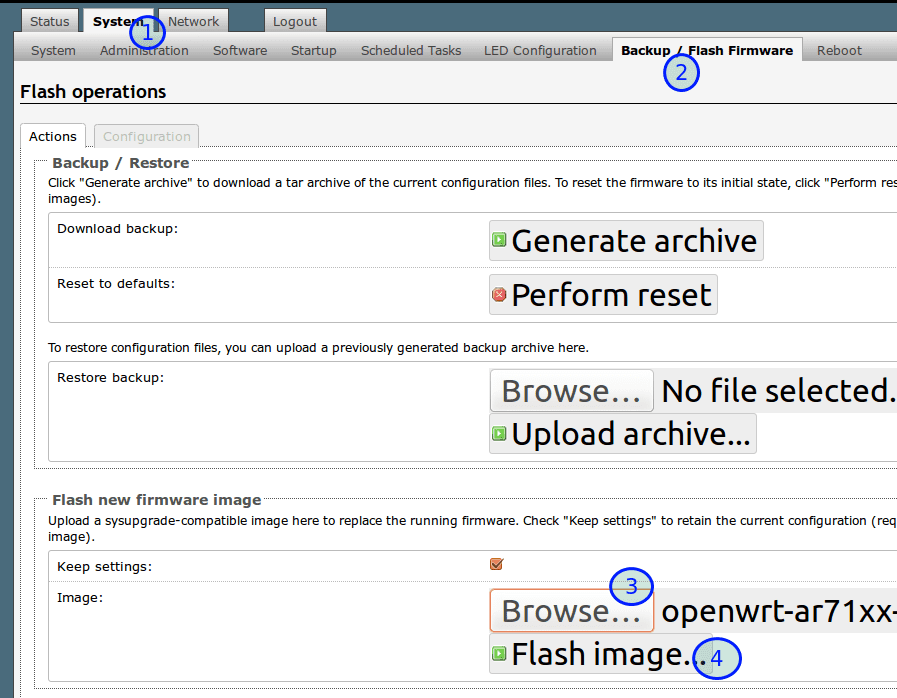 Status System Network Logout
1
System Administration Software Startup Scheduled Tasks LED Configuration Backup / Flash Firmware Reboot
2
Flash operations
Actions Configuration
Backup / Restore
Click "Generate archive" to download a tar archive of the current configuration files. To reset the firmware to its initial state, click "Perform res
images).
Download backup: Generate archive
Reset to defaults: Perform reset
To restore configuration files, you can upload a previously generated backup archive here.
Restore backup: Browse... No file selected.
Upload archive...
Flash new firmware image
Upload a sysupgrade-compatible image here to replace the running firmware. Check "Keep settings" to retain the current configuration (req
image).
Keep settings:
3
Image: Browse... openwrt-ar71xx-
Flash image... 4